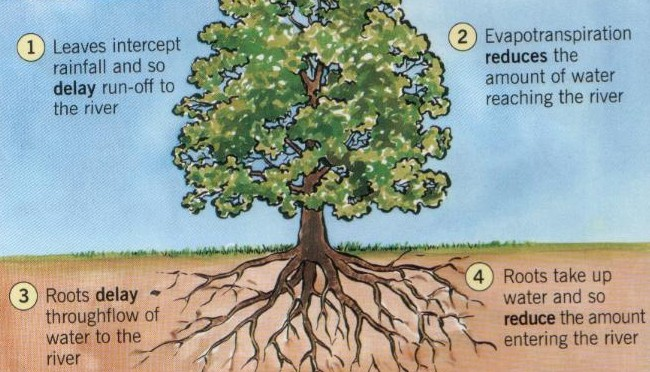 1 Leaves intercept
rainfall and so
delay run-off to
the river
2 Evapotranspiration
reduces the
amount of water
reaching the river
3 Roots delay
throughflow of
water to the
river
4 Roots take up
water and so
reduce the amount
entering the river